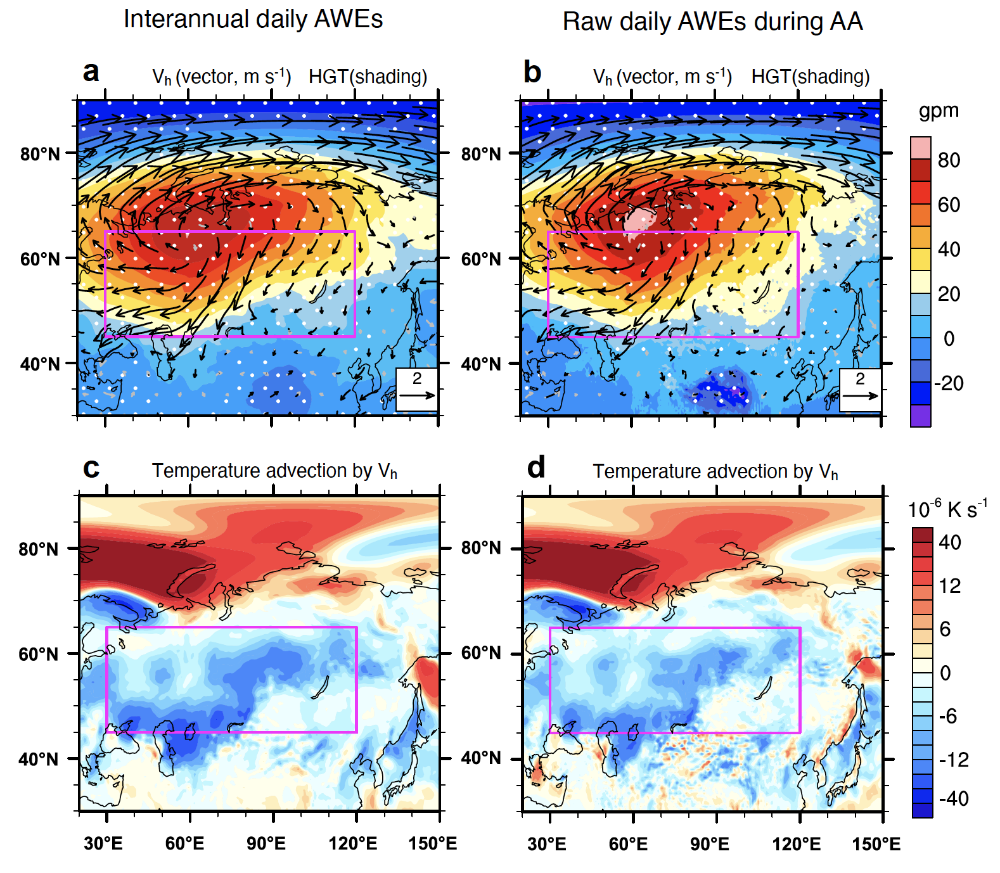 Interannual daily AWEs
Raw daily AWEs during AA
a
Vh (vector, m s-1) HGT(shading)
b
Vh (vector, m s-1) HGT(shading)
gpm
80°N
60°N
40°N
2
80°N
60°N
40°N
2
80
60
40
20
0
-20
c
Temperature advection by Vh
d
Temperature advection by Vh
10-6 K s-1
80°N
60°N
40°N
80°N
60°N
40°N
40
12
6
0
-6
-12
-40
30°E 60°E 90°E 120°E 150°E
30°E 60°E 90°E 120°E 150°E